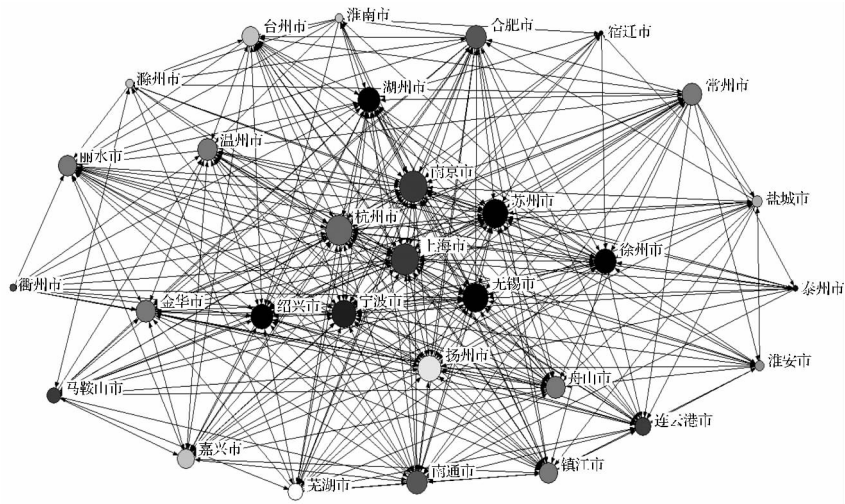 淮南市
台州市
合肥市
宿迁市
滁州市
湖州市
常州市
温州市
丽水市
南京市
苏州市
盐城市
杭州市
上海市
徐州市
衢州市
金华市
绍兴市
宁波市
无锡市
泰州市
扬州市
舟山市
淮安市
马鞍山市
连云港市
嘉兴市
芜湖市
南通市
镇江市